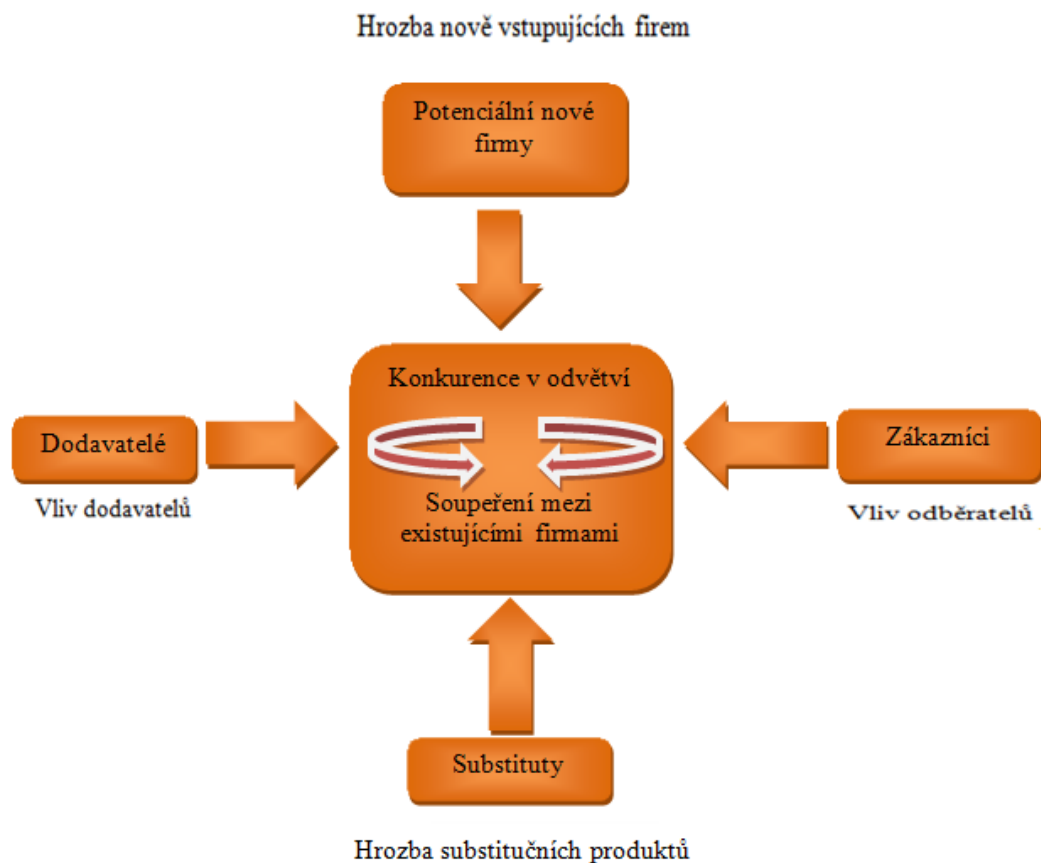 Hrozba nově vstupujících firem
Potenciální nové
firmy
Konkurence v odvětví
Dodavatelé
Zákazníci
Vliv dodavatelů
Soupeření mezi
existujícími firmami
Vliv odběratelů
Substituty
Hrozba substitučních produktů